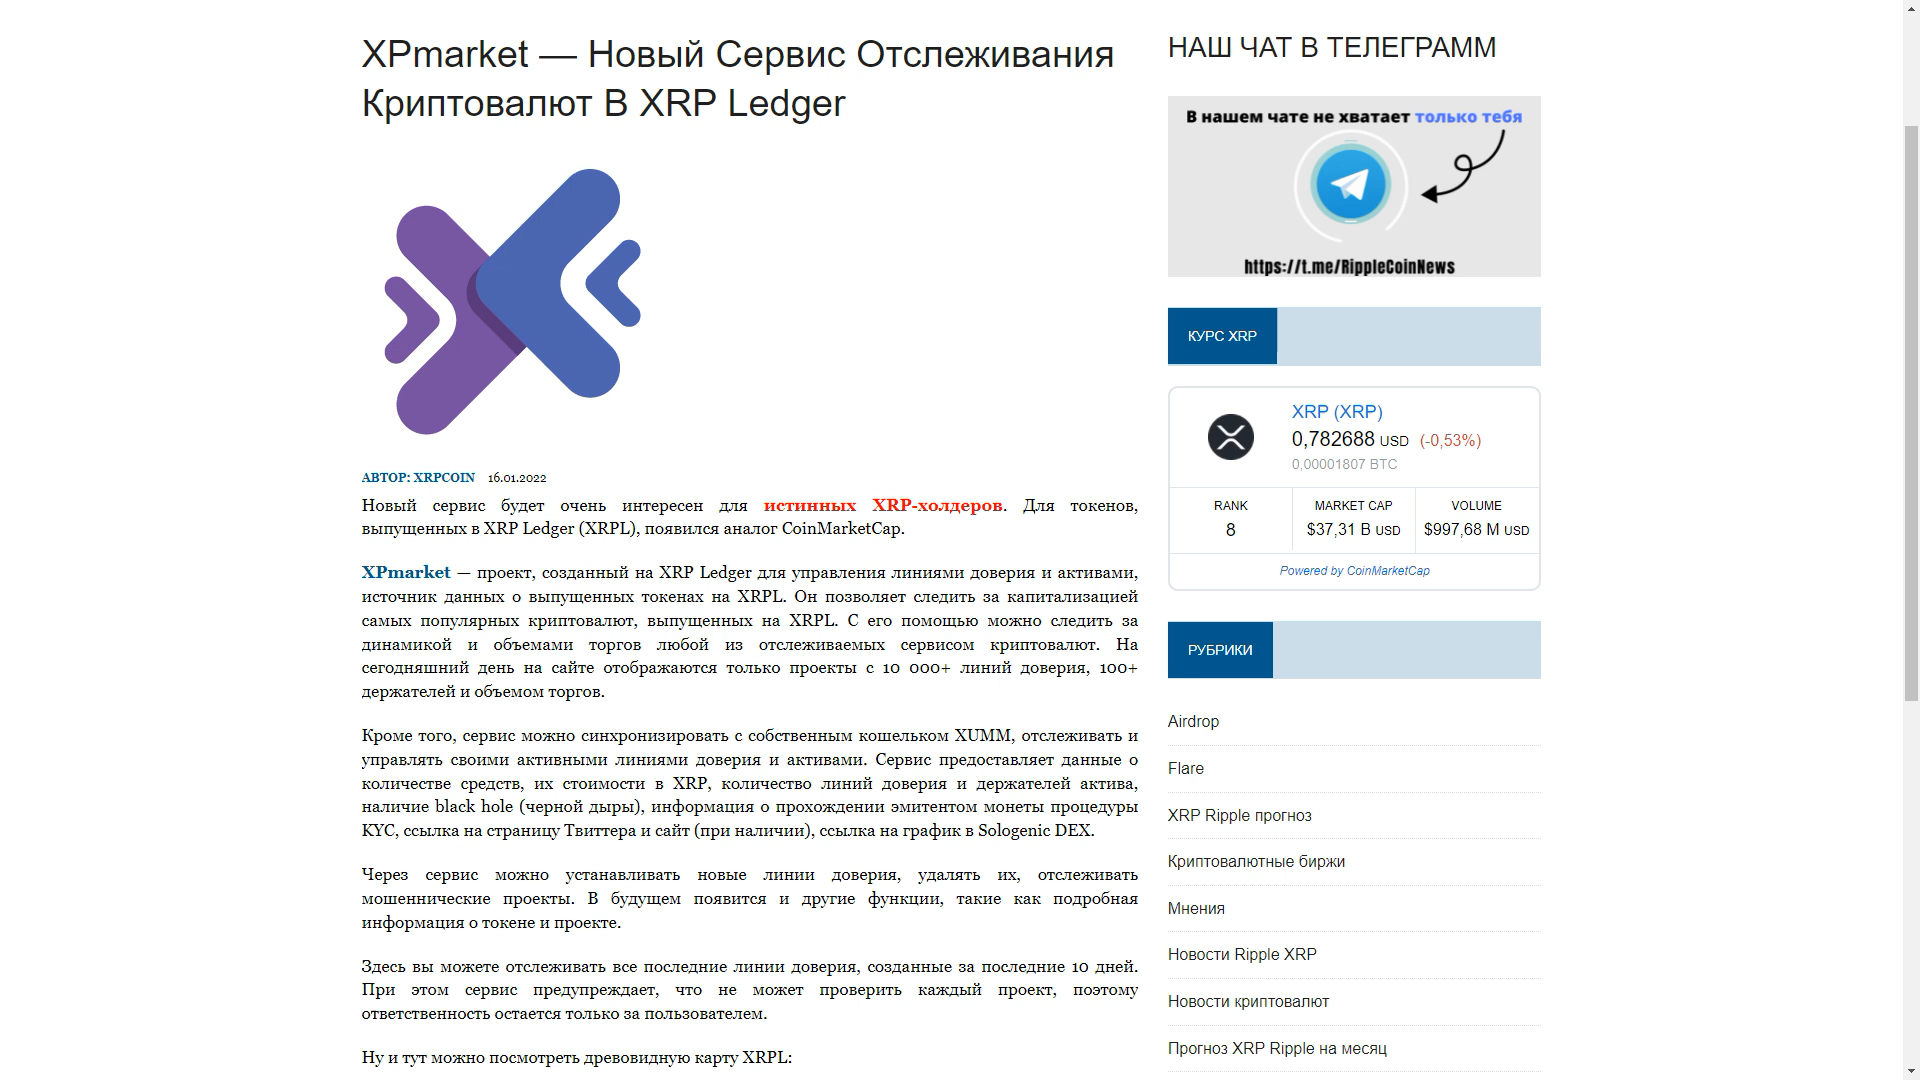 XPmarket — Новый Сервис Отслеживания
Криптовалют В XRP Ledger
АВТОР: XRPCOIN 16.01.2022
Новый сервис будет очень интересен для истинных XRP-холдеров. Для токенов,
выпущенных в XRP Ledger (XRPL), появился аналог CoinMarketCap.
XPmarket — проект, созданный на XRP Ledger для управления линиями доверия и активами,
источник данных о выпущенных токенах на XRPL. Он позволяет следить за капитализацией
самых популярных криптовалют, выпущенных на XRPL. С его помощью можно следить за
динамикой и объемами торгов любой из отслеживаемых сервисом криптовалют. На
сегодняшний день на сайте отображаются только проекты с 10 000+ линий доверия, 100+
держателей и объемом торгов.
Кроме того, сервис можно синхронизировать с собственным кошельком XUMM, отслеживать и
управлять своими активными линиями доверия и активами. Сервис предоставляет данные о
количестве средств, их стоимости в XRP, количество линий доверия и держателей актива,
наличие black hole (черной дыры), информация о прохождении эмитентом монеты процедуры
KYC, ссылка на страницу Твиттера и сайт (при наличии), ссылка на график в Sologenic DEX.
Через сервис можно устанавливать новые линии доверия, удалять их, отслеживать
мошеннические проекты. В будущем появится и другие функции, такие как подробная
информация о токене и проекте.
Здесь вы можете отслеживать все последние линии доверия, созданные за последние 10 дней.
При этом сервис предупреждает, что не может проверить каждый проект, поэтому
ответственность остается только за пользователем.
Ну и тут можно посмотреть древовидную карту XRPL:
НАШ ЧАТ В ТЕЛЕГРАММ
В нашем чате не хватает только тебя
https://t.me/RippleCoinNews
КУРС XRP
XRP (XRP)
0,782688 USD (-0,53%)
0,00001807 BTC
RANK MARKET CAP VOLUME
8 $37,31 B USD $997,68 M USD
Powered by CoinMarketCap
РУБРИКИ
Airdrop
Flare
XRP Ripple прогноз
Криптовалютные биржи
Мнения
Новости Ripple XRP
Новости криптовалют
Прогноз XRP Ripple на месяц